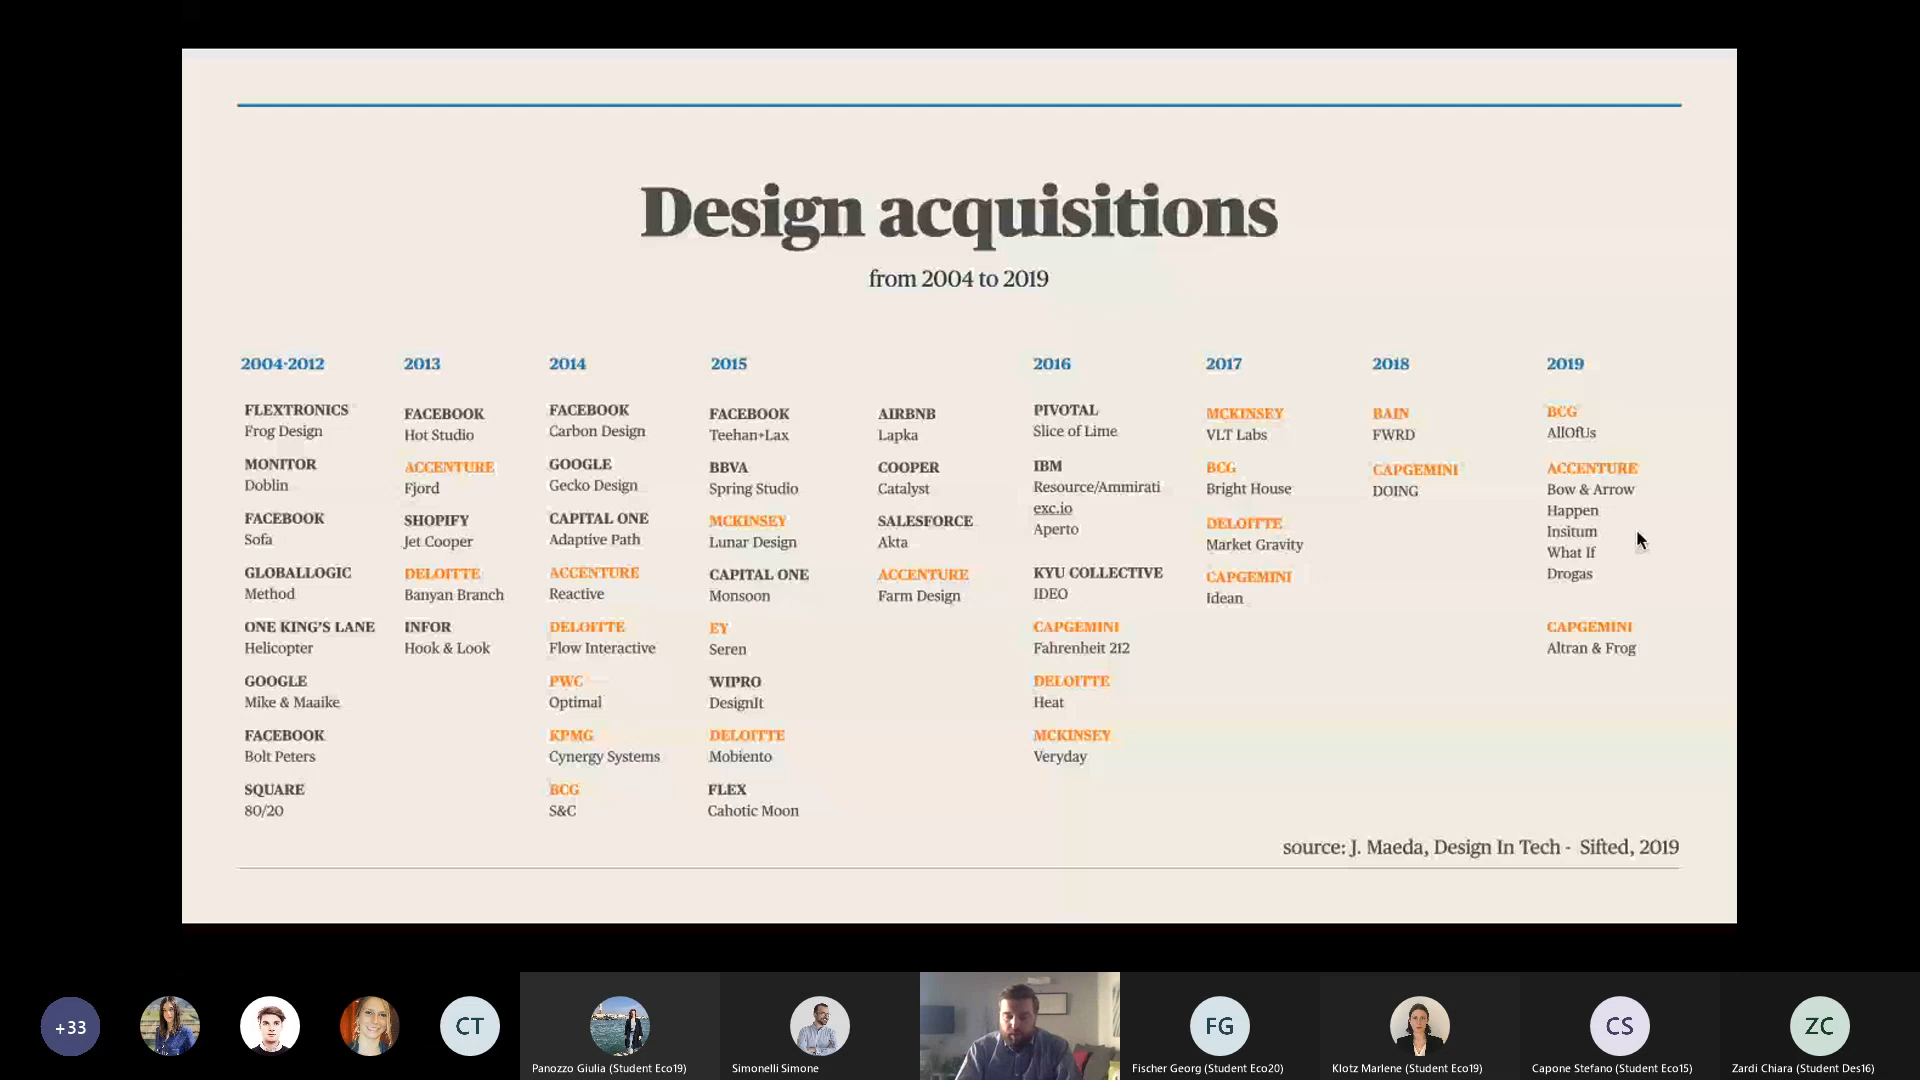 Design acquisitions
from 2004 to 2019
2004-2012
FLEXTRONICS
Frog Design
MONITOR
Doblin
FACEBOOK
Sofa
GLOBALLOGIC
Method
ONE KING'S LANE
Helicopter
GOOGLE
Mike & Maaike
FACEBOOK
Bolt Peters
SQUARE
80/20
2013
FACEBOOK
Hot Studio
ACCENTURE
Fjord
SHOPIFY
Jet Cooper
DELOITTE
Banyan Branch
INFOR
Hook & Look
2014
FACEBOOK
Carbon Design
GOOGLE
Gecko Design
CAPITAL ONE
Adaptive Path
ACCENTURE
Reactive
DELOITTE
Flow Interactive
PWC
Optimal
KPMG
Cynergy Systems
BCG
S&C
2015
FACEBOOK
Teehan+Lax
BBVA
Spring Studio
MCKINSEY
Lunar Design
CAPITAL ONE
Monsoon
EY
Seren
WIPRO
DesignIt
DELOITTE
Mobiento
FLEX
Cahotic Moon
AIRBNB
Lapka
COOPER
Catalyst
SALESFORCE
Akta
ACCENTURE
Farm Design
2016
PIVOTAL
Slice of Lime
IBM
Resource/Ammirati
exc.io
Aperto
KYU COLLECTIVE
IDEO
CAPGEMINI
Fahrenheit 212
DELOITTE
Heat
MCKINSEY
Veryday
2017
MCKINSEY
VLT Labs
BCG
Bright House
DELOITTE
Market Gravity
CAPGEMINI
Idean
2018
BAIN
FWRD
CAPGEMINI
DOING
2019
BCG
AllOfUs
ACCENTURE
Bow & Arrow
Happen
Insitum
What If
Drogas
CAPGEMINI
Altran & Frog
source: J. Maeda, Design In Tech - Sifted, 2019
+33
CT
Panozzo Giulia (Student Eco19)
Simonelli Simone
FG
Fischer Georg (Student Eco20)
Klotz Marlene (Student Eco19)
CS
Capone Stefano (Student Eco15)
ZC
Zardi Chiara (Student Des16)